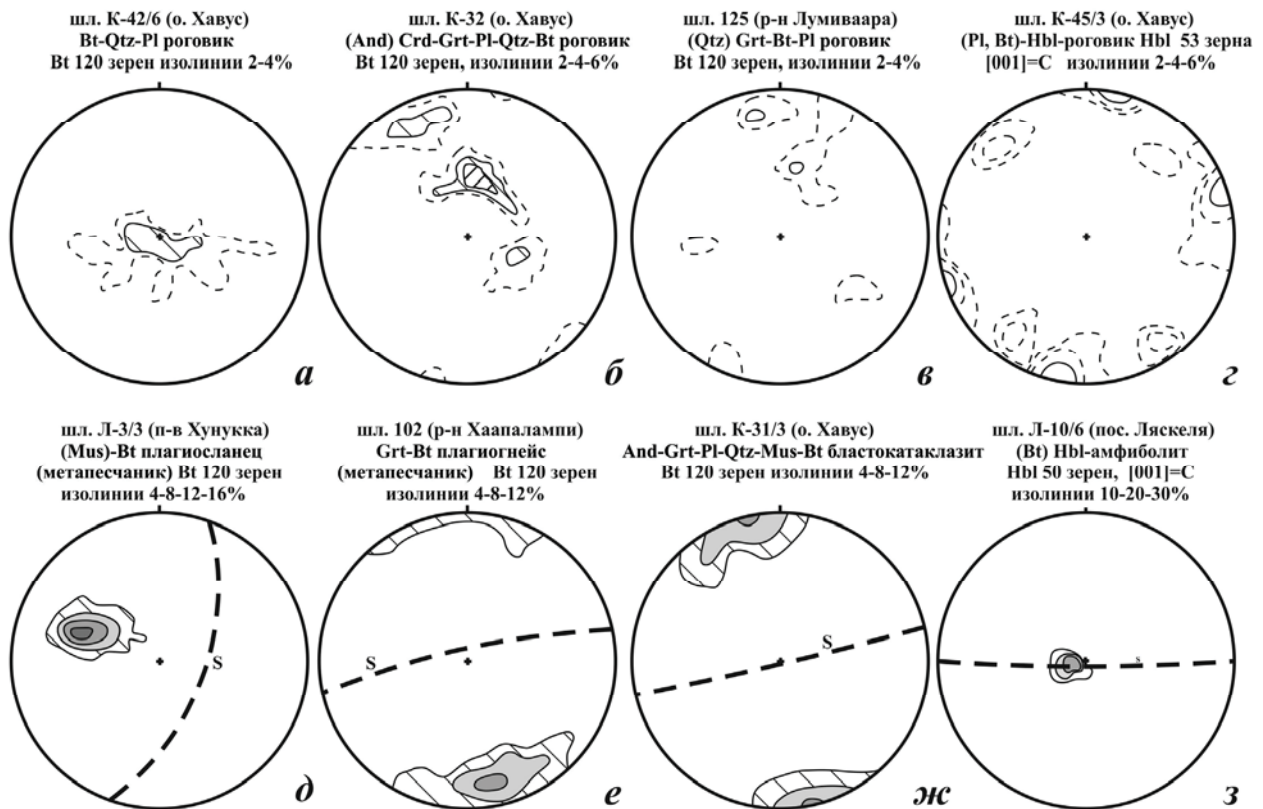 шл. К-42/6 (о. Хавус)
Bt-Qtz-Pl роговик
Bt 120 зерен изолинии 2-4%
а
шл. К-32 (о. Хавус)
(And) Crd-Grt-Pl-Qtz-Bt роговик
Bt 120 зерен, изолинии 2-4-6%
б
шл. 125 (р-н Лумиваара)
(Qtz) Grt-Bt-Pl роговик
Bt 120 зерен, изолинии 2-4%
в
шл. К-45/3 (о. Хавус)
(Pl, Bt)-Hbl-роговик Hbl 53 зерна
[001]=C изолинии 2-4-6%
г
шл. Л-3/3 (п-в Хунукка)
(Mus)-Bt плагиосланец
(метапесчаник) Bt 120 зерен
изолинии 4-8-12-16%
S
д
шл. 102 (р-н Хаапалампи)
Grt-Bt плагиогнейс
(метапесчаник) Bt 120 зерен
изолинии 4-8-12%
S
е
шл. К-31/3 (о. Хавус)
And-Grt-Pl-Qtz-Mus-Bt бластокатаклазит
Bt 120 зерен изолинии 4-8-12%
S
ж
шл. Л-10/6 (пос. Ляскеля)
(Bt) Hbl-амфиболит
Hbl 50 зерен, [001]=C
изолинии 10-20-30%
s
з